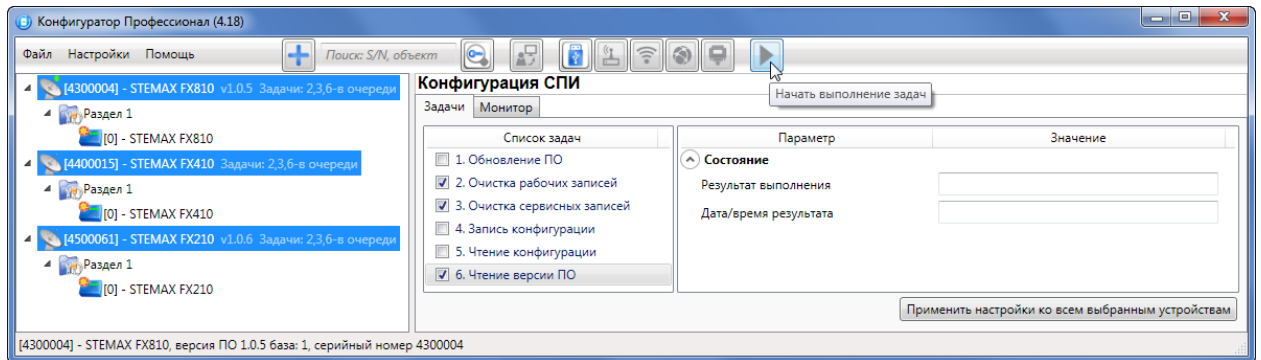 Конфигуратор Профессионал (4.18)
Файл Настройки Помощь Поиск: S/N, объект
[4300004] - STEMAX FX810 v1.0.5 Задачи: 2,3,6-в очереди
Раздел 1
[0] - STEMAX FX810
[4400015] - STEMAX FX410 Задачи: 2,3,6-в очереди
Раздел 1
[0] - STEMAX FX410
[4500061] - STEMAX FX210 v1.0.6 Задачи: 2,3,6-в очереди
Раздел 1
[0] - STEMAX FX210
Конфигурация СПИ
Начать выполнение задач
Задачи Монитор
Список задач
1. Обновление ПО
2. Очистка рабочих записей
3. Очистка сервисных записей
4. Запись конфигурации
5. Чтение конфигурации
6. Чтение версии ПО
Параметр Значение
Состояние
Результат выполнения
Дата/время результата
Применить настройки ко всем выбранным устройствам
[4300004] - STEMAX FX810, версия ПО 1.0.5 база: 1, серийный номер 4300004